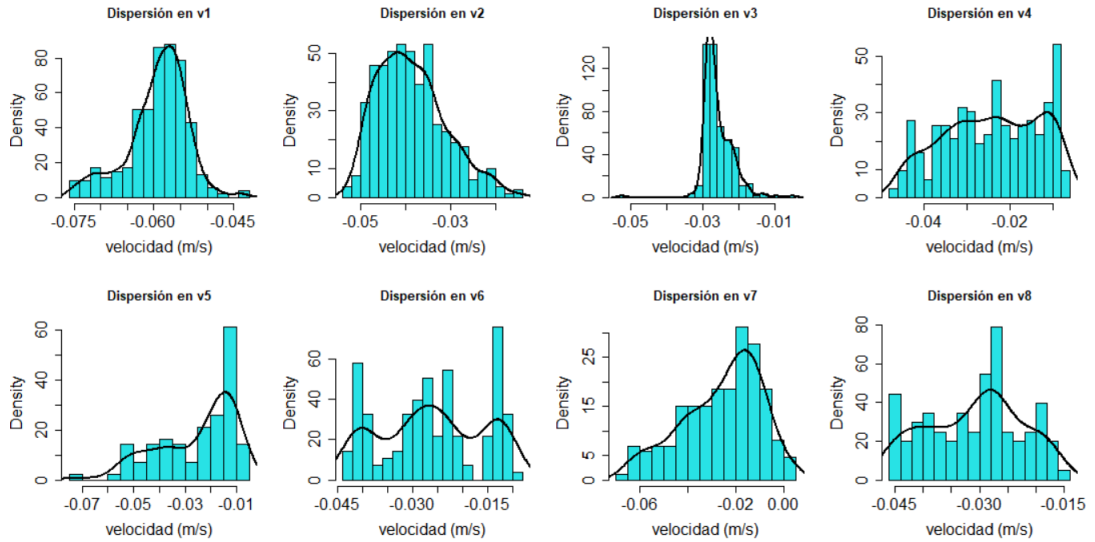 Dispersión en v1
Density
0 20 40 60 80
-0.075 -0.060 -0.045
velocidad (m/s)
Dispersión en v2
Density
0 10 30 50
-0.05 -0.03
velocidad (m/s)
Dispersión en v3
Density
0 40 80 120
-0.05 -0.03 -0.01
velocidad (m/s)
Dispersión en v4
Density
0 10 30 50
-0.04 -0.02
velocidad (m/s)
Dispersión en v5
Density
0 20 40 60
-0.07 -0.05 -0.03 -0.01
velocidad (m/s)
Dispersión en v6
Density
0 20 40 60
-0.045 -0.030 -0.015
velocidad (m/s)
Dispersión en v7
Density
0 5 15 25
-0.06 -0.02 0.00
velocidad (m/s)
Dispersión en v8
Density
0 20 40 60 80
-0.045 -0.030 -0.015
velocidad (m/s)